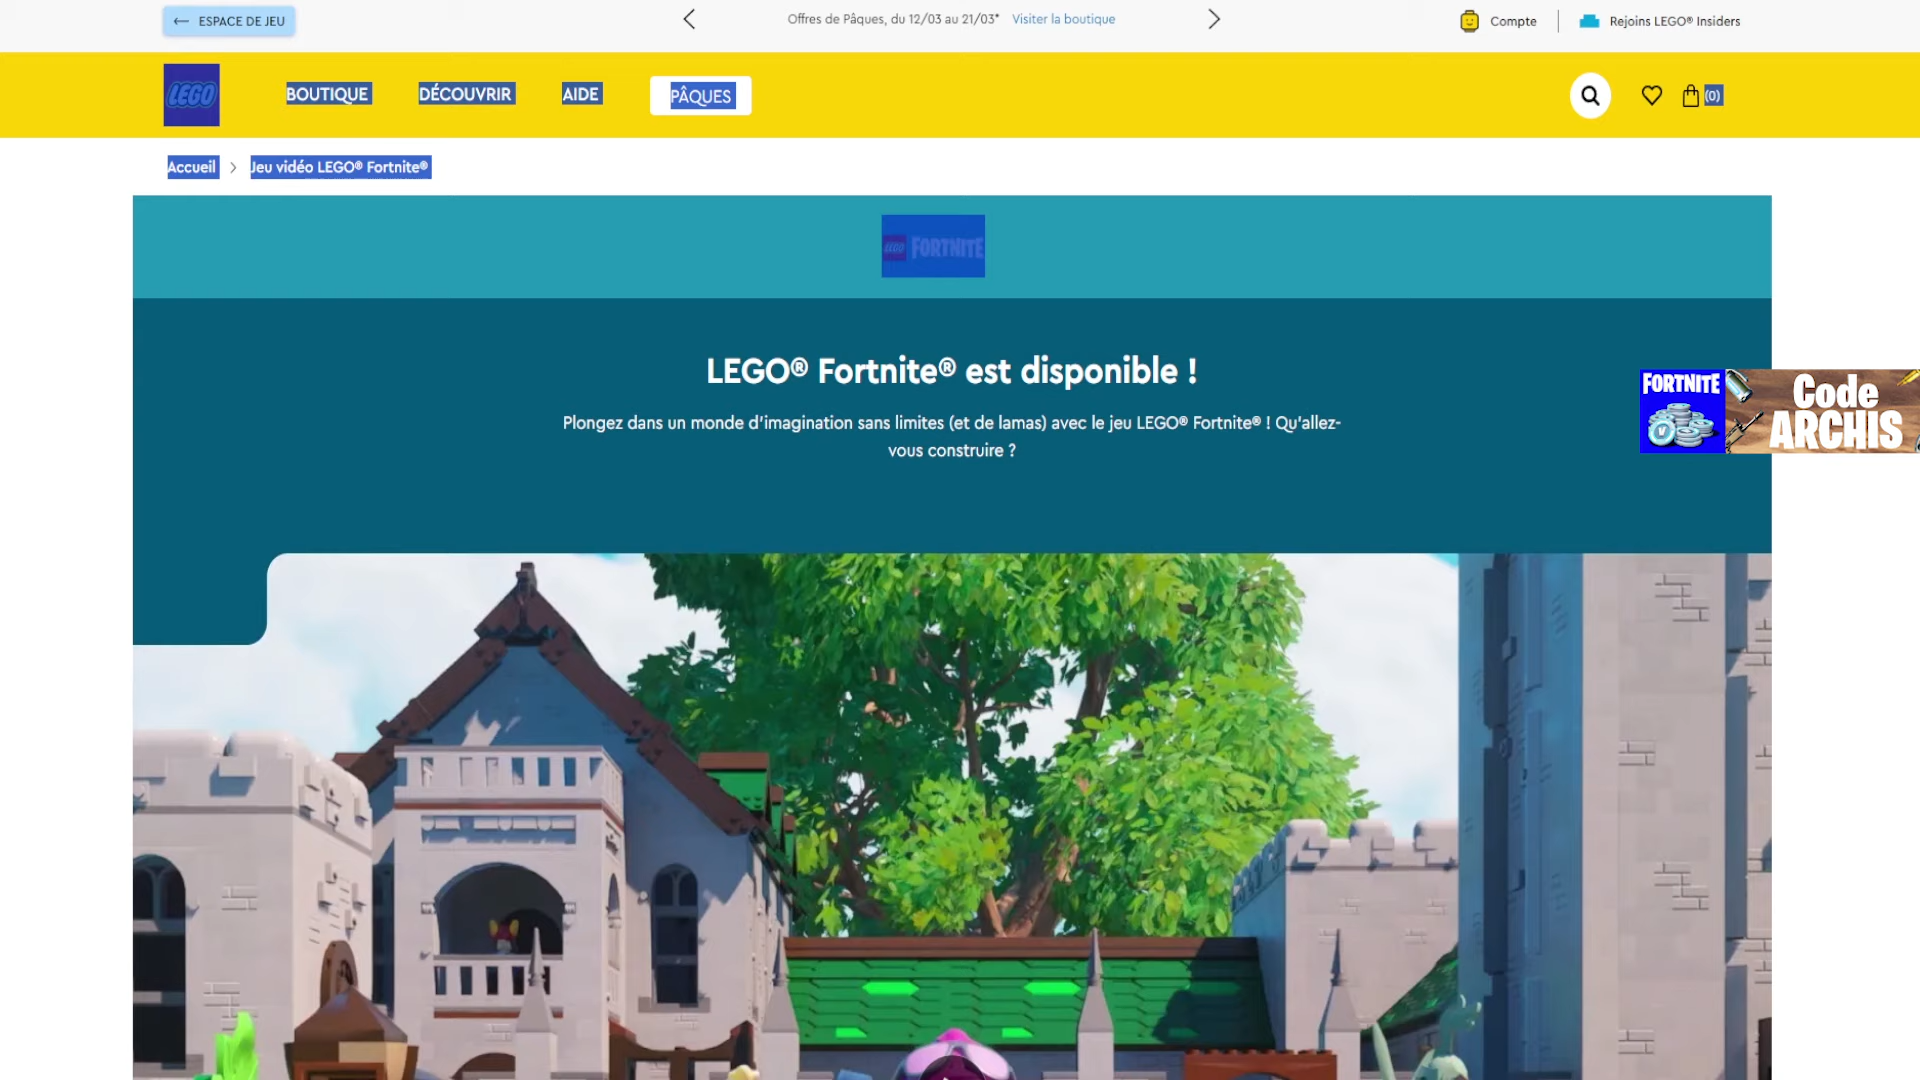 ESPACE DE JEU
Offres de Pâques, du 12/03 au 21/03* Visiter la boutique
Compte
Rejoins LEGO® Insiders
LEGO
BOUTIQUE
DÉCOUVRIR
AIDE
PÂQUES
(0)
Accueil > Jeu vidéo LEGO® Fortnite®
LEGO FORTNITE
LEGO® Fortnite® est disponible !
Plongez dans un monde d'imagination sans limites (et de lamas) avec le jeu LEGO® Fortnite® ! Qu'allez-
vous construire ?
FORTNITE
V
Code
ARCHIS